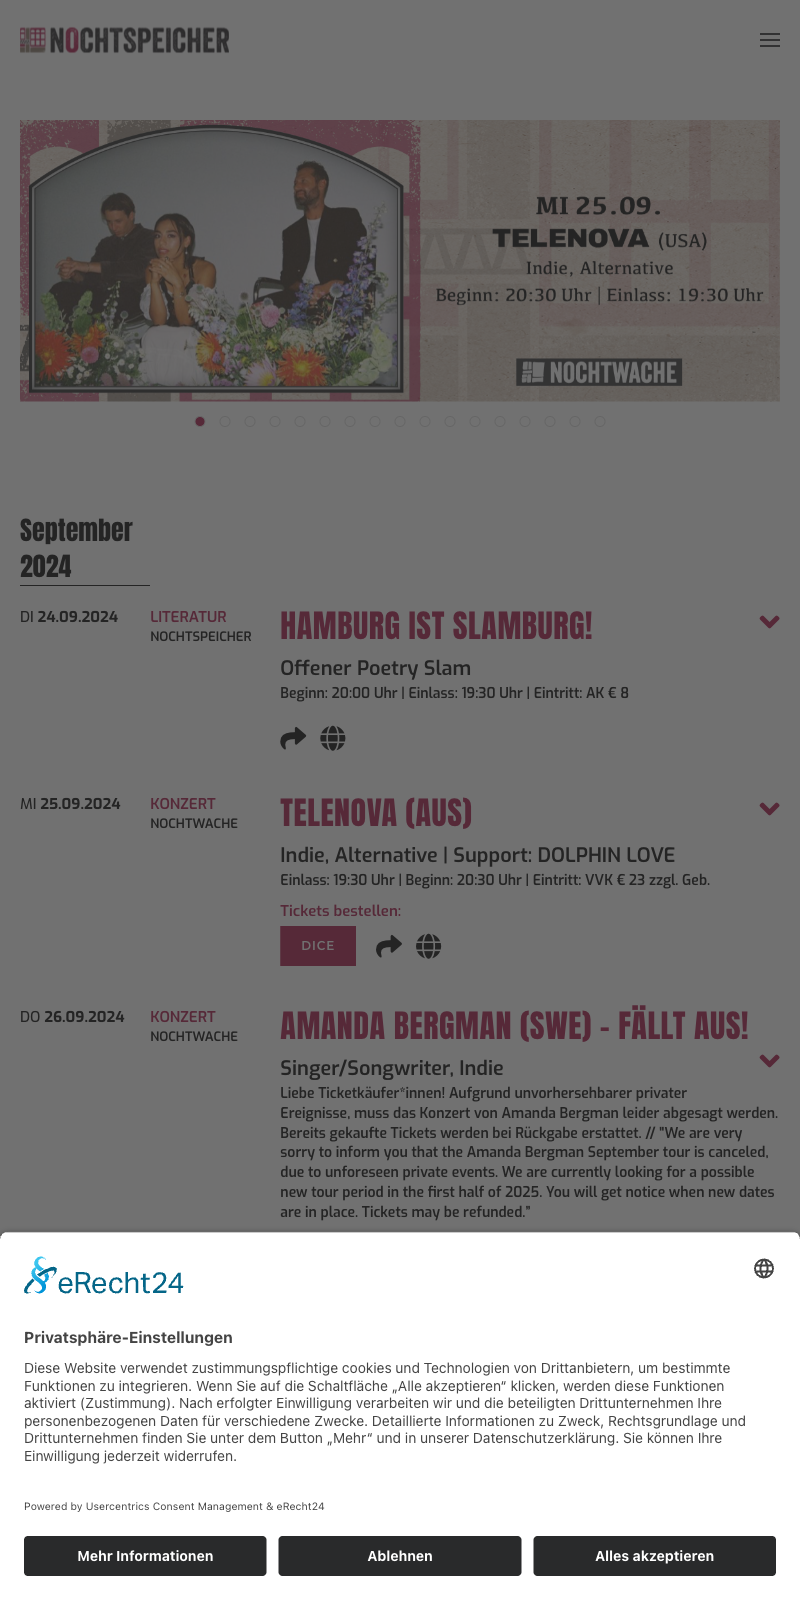 NOCHTSPEICHER
MI 25.09.
TELENOVA (USA)
Indie, Alternative
Beginn: 20:30 Uhr | Einlass: 19:30 Uhr
NOCHTWACHE
September
2024
DI 24.09.2024
LITERATUR
NOCHTSPEICHER
HAMBURG IST SLAMBURG!
Offener Poetry Slam
Beginn: 20:00 Uhr | Einlass: 19:30 Uhr | Eintritt: AK € 8
MI 25.09.2024
KONZERT
NOCHTWACHE
TELENOVA (AUS)
Indie, Alternative | Support: DOLPHIN LOVE
Einlass: 19:30 Uhr | Beginn: 20:30 Uhr | Eintritt: VVK € 23 zzgl. Geb.
Tickets bestellen:
DICE
DO 26.09.2024
KONZERT
NOCHTWACHE
AMANDA BERGMAN (SWE) - FÄLLT AUS!
Singer/Songwriter, Indie
Liebe Ticketkäufer*innen! Aufgrund unvorhersehbarer privater
Ereignisse, muss das Konzert von Amanda Bergman leider abgesagt werden.
Bereits gekaufte Tickets werden bei Rückgabe erstattet. // "We are very
sorry to inform you that the Amanda Bergman September tour is canceled,
due to unforeseen private events. We are currently looking for a possible
new tour period in the first half of 2025. You will get notice when new dates
are in place. Tickets may be refunded."
eRecht24
Privatsphäre-Einstellungen
Diese Website verwendet zustimmungspflichtige cookies und Technologien von Drittanbietern, um bestimmte
Funktionen zu integrieren. Wenn Sie auf die Schaltfläche „Alle akzeptieren“ klicken, werden diese Funktionen
aktiviert (Zustimmung). Nach erfolgter Einwilligung verarbeiten wir und die beteiligten Drittunternehmen Ihre
personenbezogenen Daten für verschiedene Zwecke. Detaillierte Informationen zu Zweck, Rechtsgrundlage und
Drittunternehmen finden Sie unter dem Button „Mehr“ und in unserer Datenschutzerklärung. Sie können Ihre
Einwilligung jederzeit widerrufen.
Powered by Usercentrics Consent Management & eRecht24
Mehr Informationen
Ablehnen
Alles akzeptieren